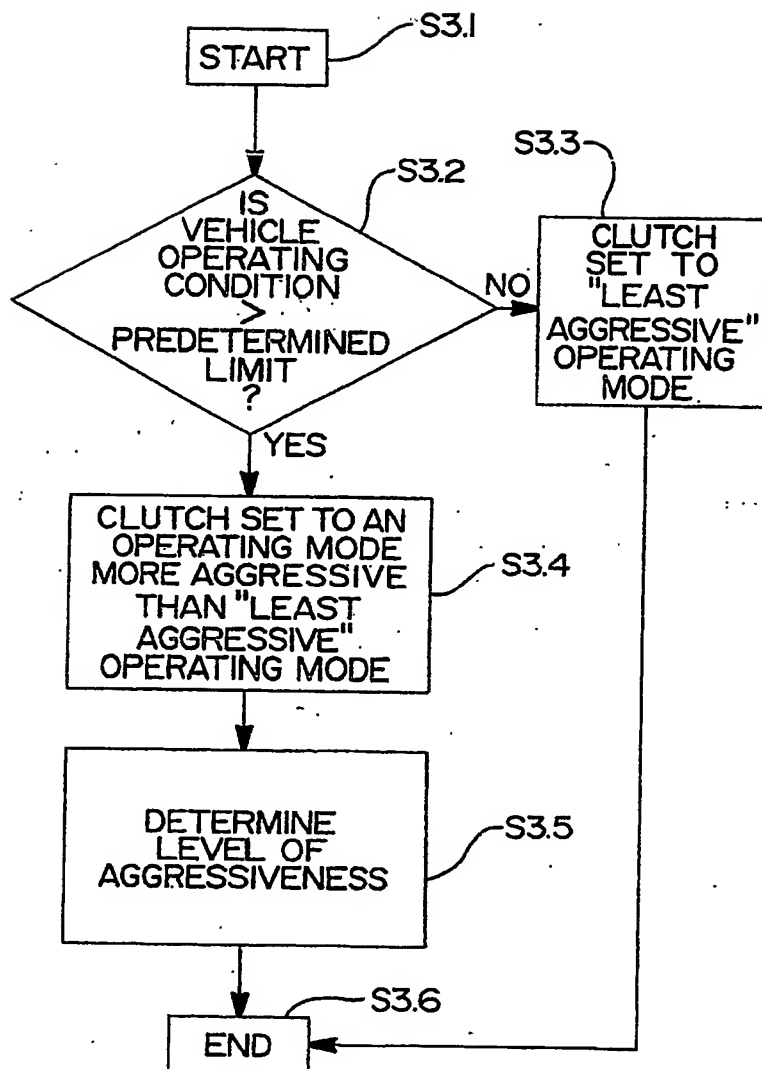 S3.1
START
S3.2
IS
VEHICLE
OPERATING
CONDITION
>
PREDETERMINED
LIMIT
?
NO
YES
S3.3
CLUTCH
SET TO
"LEAST
AGGRESSIVE"
OPERATING
MODE.
CLUTCH SET TO AN
OPERATING MODE
MORE AGGRESSIVE
THAN "LEAST
AGGRESSIVE"
OPERATING MODE
S3.4
DETERMINE
LEVEL OF
AGGRESSIVENESS
S3.5
S3.6
END